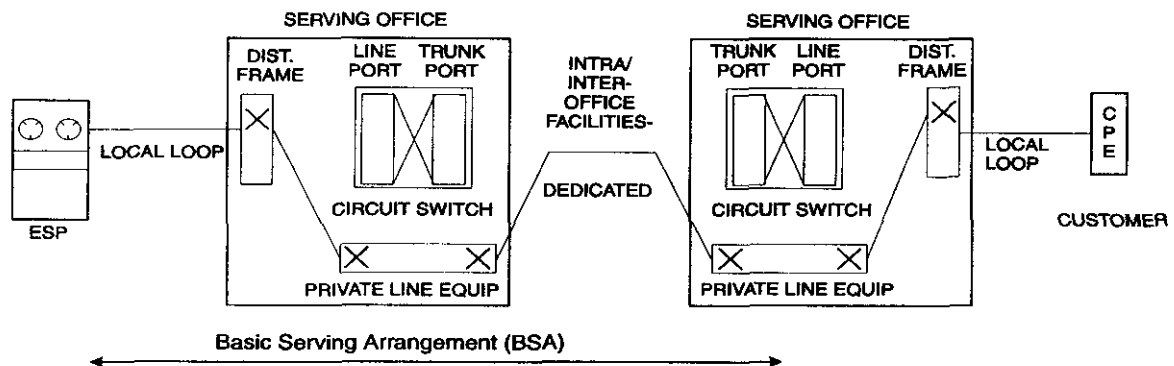 SERVING OFFICE
DIST.
FRAME
LINE
PORT
TRUNK
PORT
LOCAL LOOP
ESP
CIRCUIT SWITCH
PRIVATE LINE EQUIP
INTRA/
INTER-
OFFICE
FACILITIES-
DEDICATED
SERVING OFFICE
TRUNK
PORT
LINE
PORT
DIST.
FRAME
CIRCUIT SWITCH
PRIVATE LINE EQUIP
LOCAL
LOOP
C
P
E
CUSTOMER
Basic Serving Arrangement (BSA)